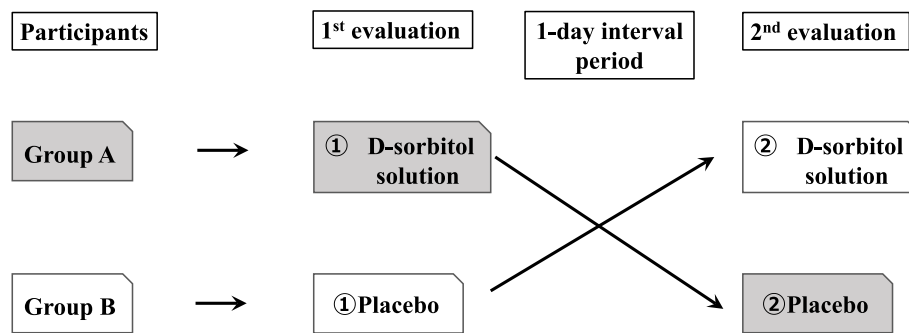 Participants
1st evaluation
1-day interval
period
2nd evaluation
Group A
① D-sorbitol
solution
② D-sorbitol
solution
Group B
①Placebo
②Placebo